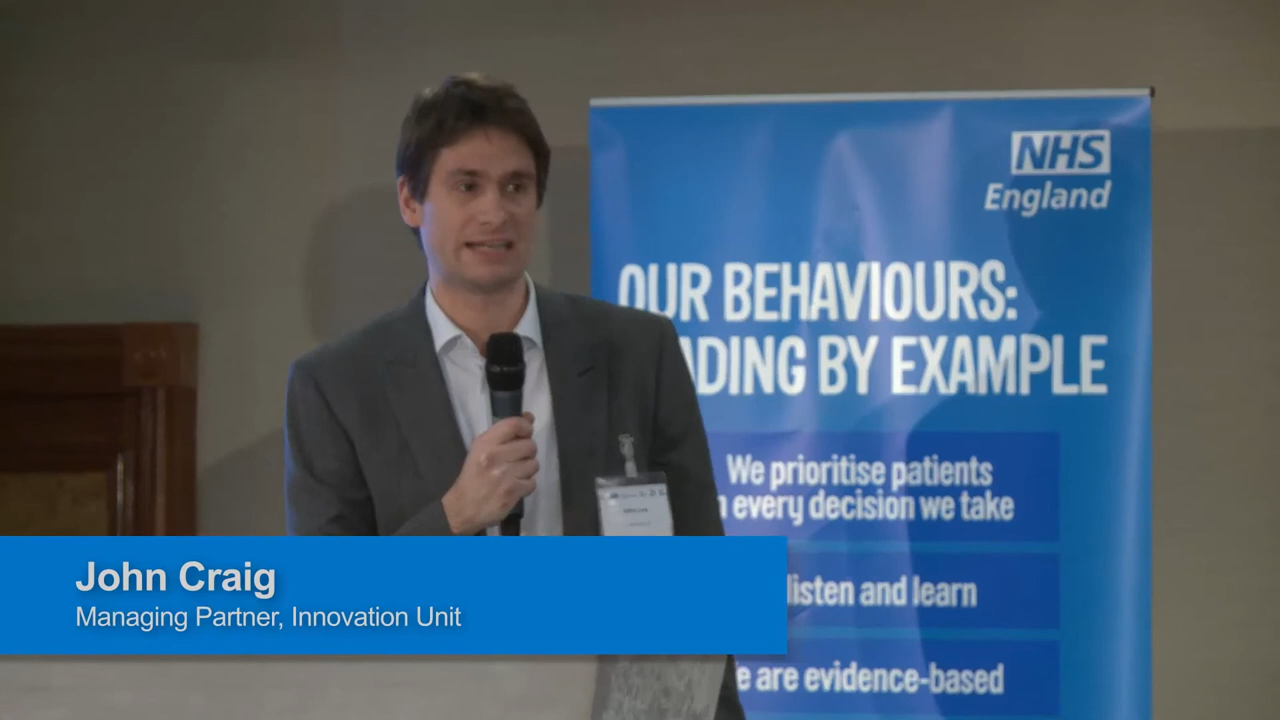 NHS
England
OUR BEHAVIOURS:
ADING BY EXAMPLE
We prioritise patients
every decision we take
listen and learn
e are evidence-based
John Craig
Managing Partner, Innovation Unit